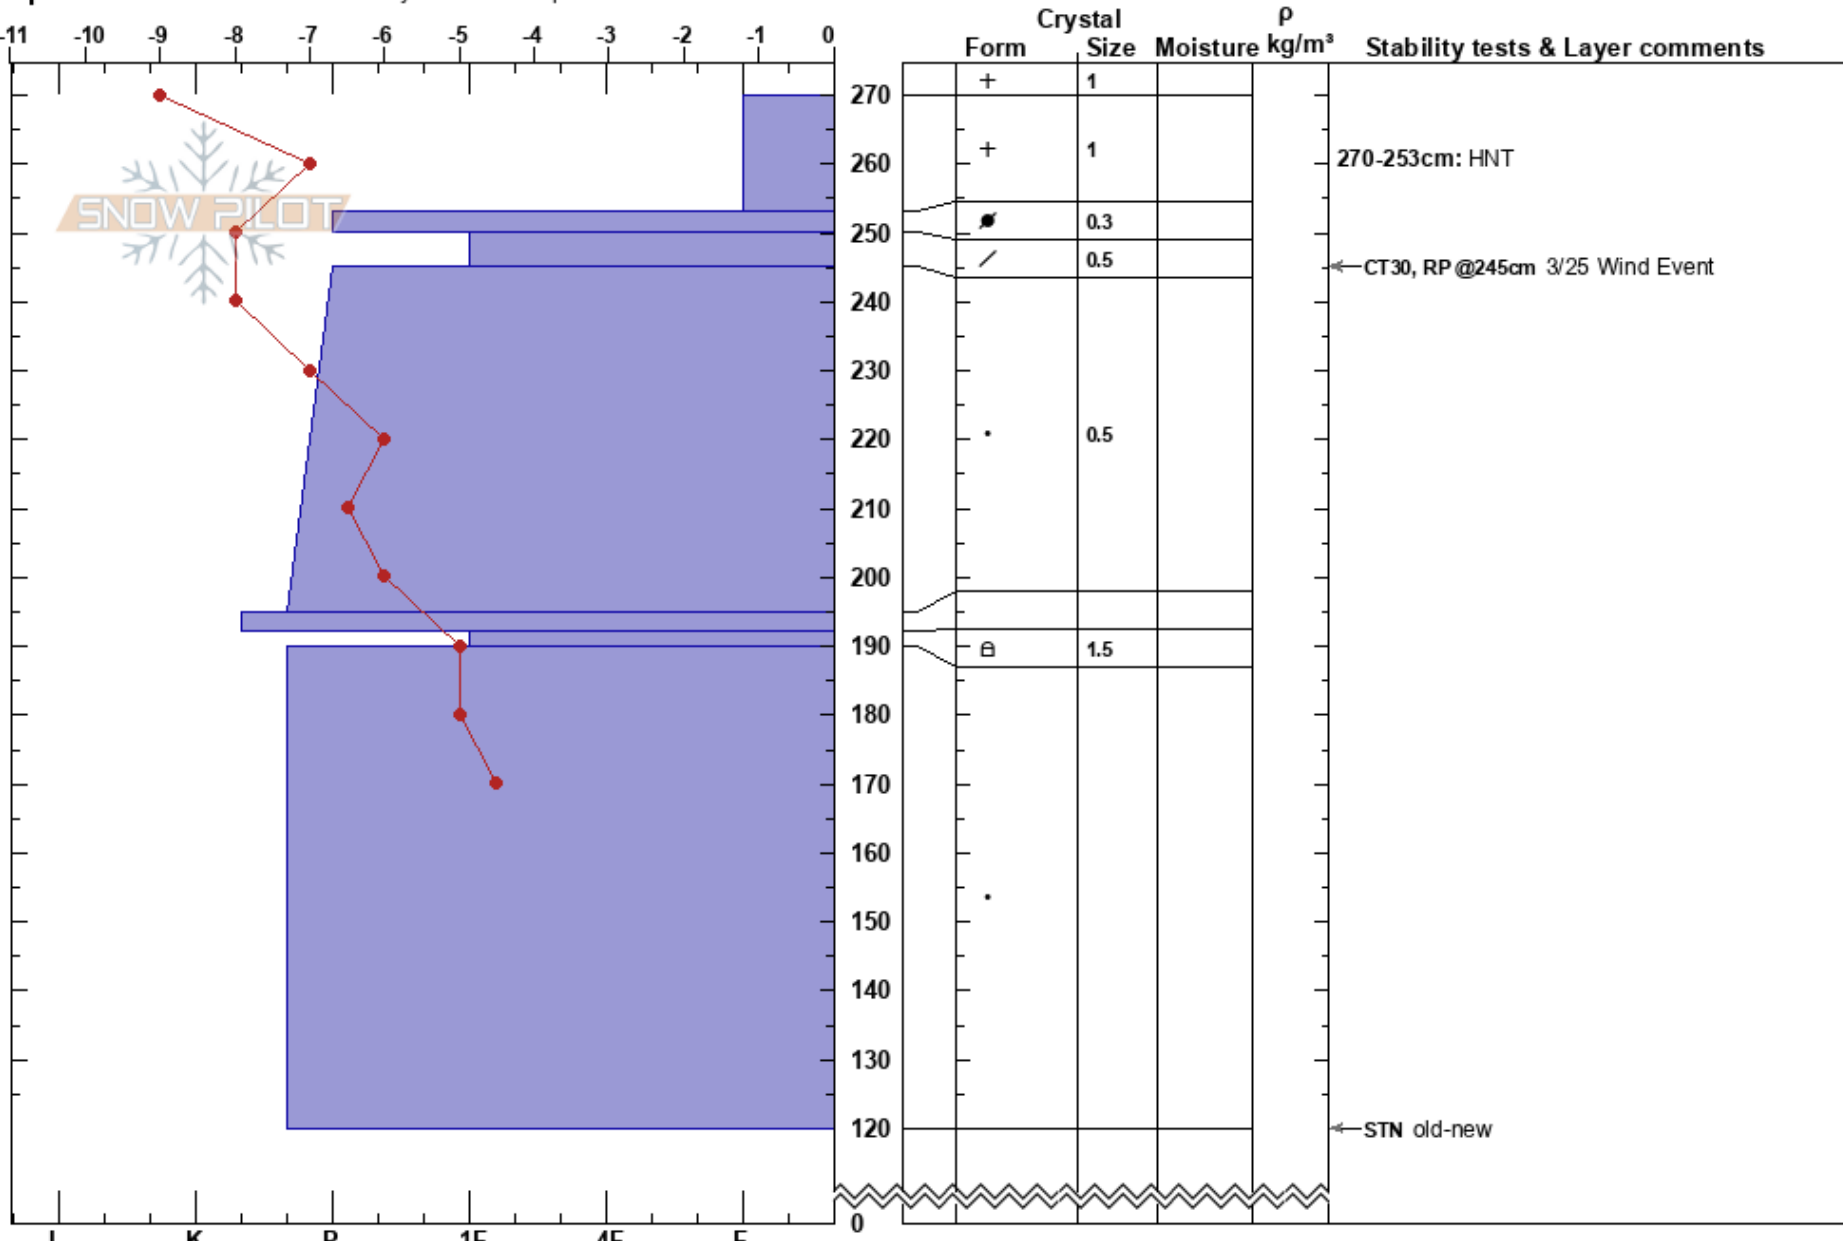 -11 -10 -9 -8 -7 -6 -5 -4 -3 -2 -1 0
Crystal
ρ
Form Size Moisture kg/m³ Stability tests & Layer comments
1
270
1
270-253cm: HNT
260
SNOW PILOT
0.3
250
0.5
CT30, RP @245cm 3/25 Wind Event
240
230
220
0.5
210
200
190
1.5
180
170
160
150
140
130
120
STN old-new
0